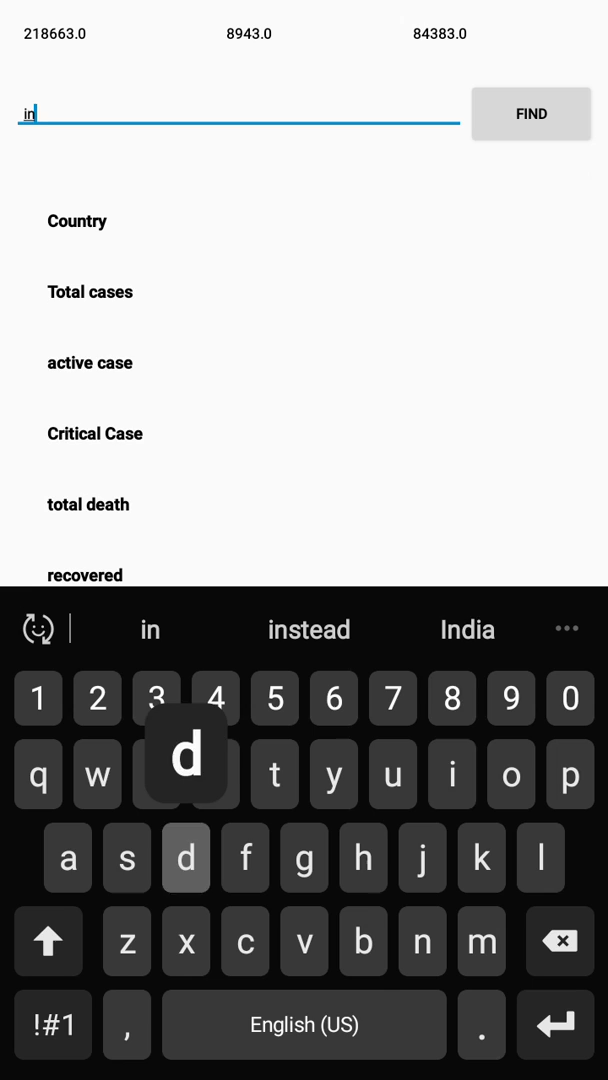 218663.0 8943.0 84383.0
in
FIND
Country
Total cases
active case
Critical Case
total death
recovered
in instead India
1 2 3 4 5 6 7 8 9 0
d
q w t y u i o p
a s d f g h j k l
z x c v b n m
!#1 , English (US) .